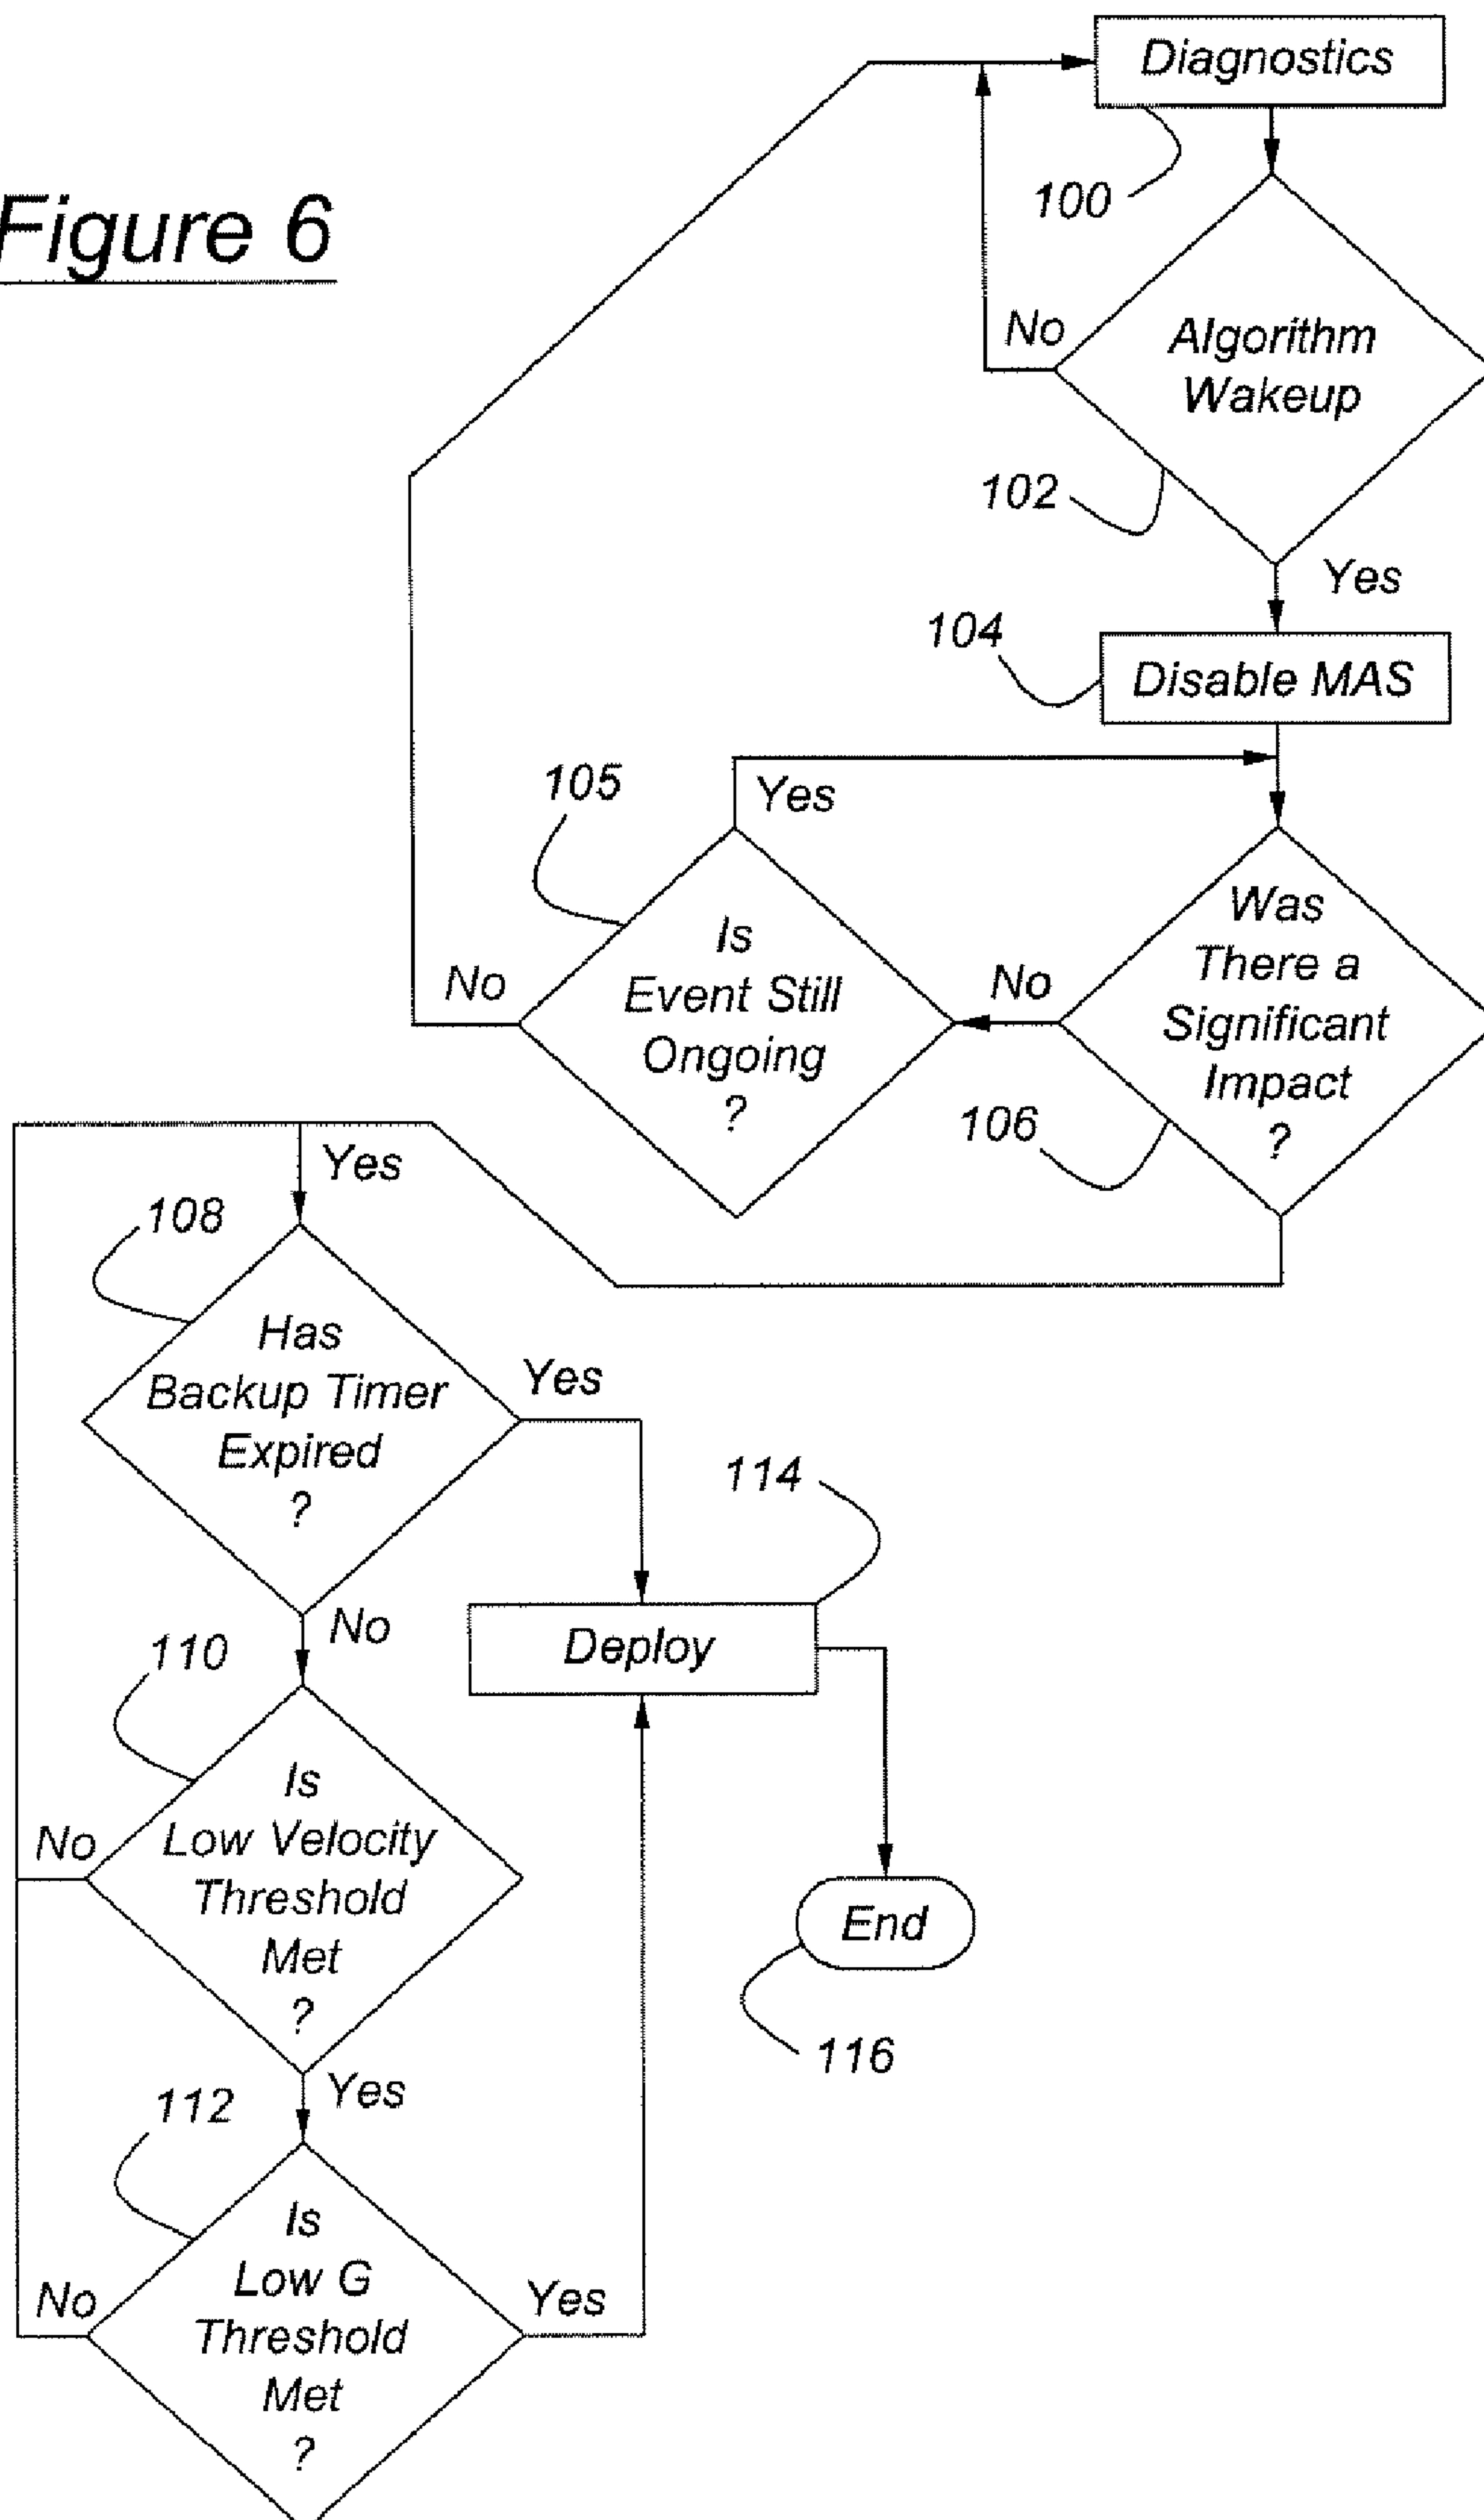 Diagnostics
100
Figure 6
No
Algorithm
Wakeup
102
Yes
104
Disable MAS
105
Yes
Was
There a
Significant
Impact
?
Is
Event Still
Ongoing
?
No
No
106
Yes
108
Has
Backup Timer
Expired
?
Yes
114
No
Deploy
110
Is
Low Velocity
Threshold
Met
?
No
End
116
Yes
112
Is
Low G
Threshold
Met
?
No
Yes